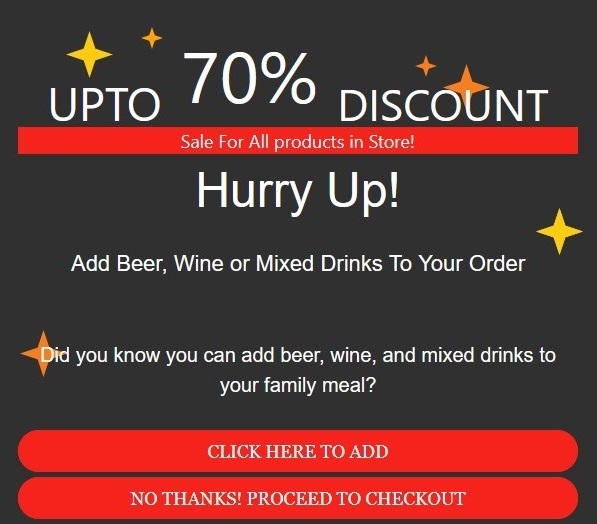 UPTO 70% DISCOUNT
Sale For All products in Store!
Hurry Up!
Add Beer, Wine or Mixed Drinks To Your Order
Did you know you can add beer, wine, and mixed drinks to
your family meal?
CLICK HERE TO ADD
NO THANKS! PROCEED TO CHECKOUT